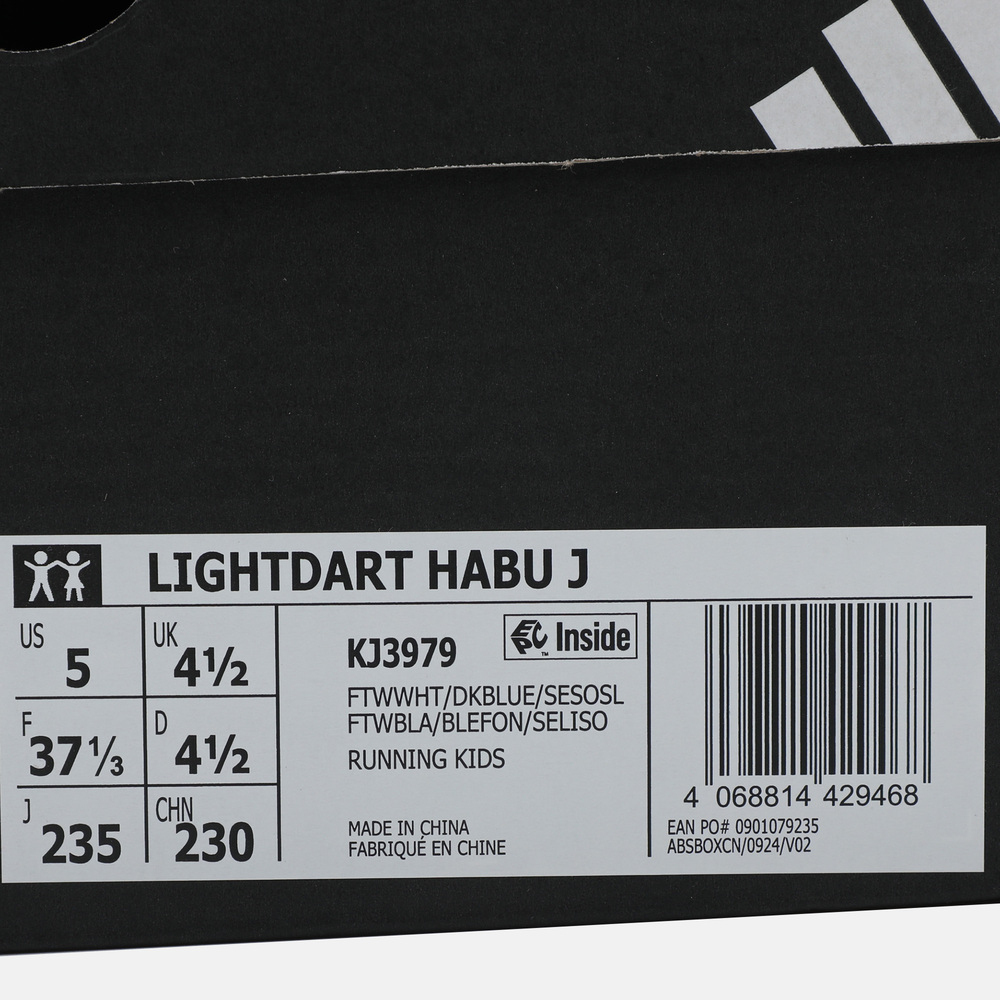 LIGHTDART HABU J
US
5
UK
4½
F
37⅓
D
4½
J
235
CHN
230
KJ3979
EPC Inside
™
FTWWHT/DKBLUE/SESOSL
FTWBLA/BLEFON/SELISO
RUNNING KIDS
MADE IN CHINA
FABRIQUÉ EN CHINE
4 068814 429468
EAN PO# 0901079235
ABSBOXCN/0924/V02